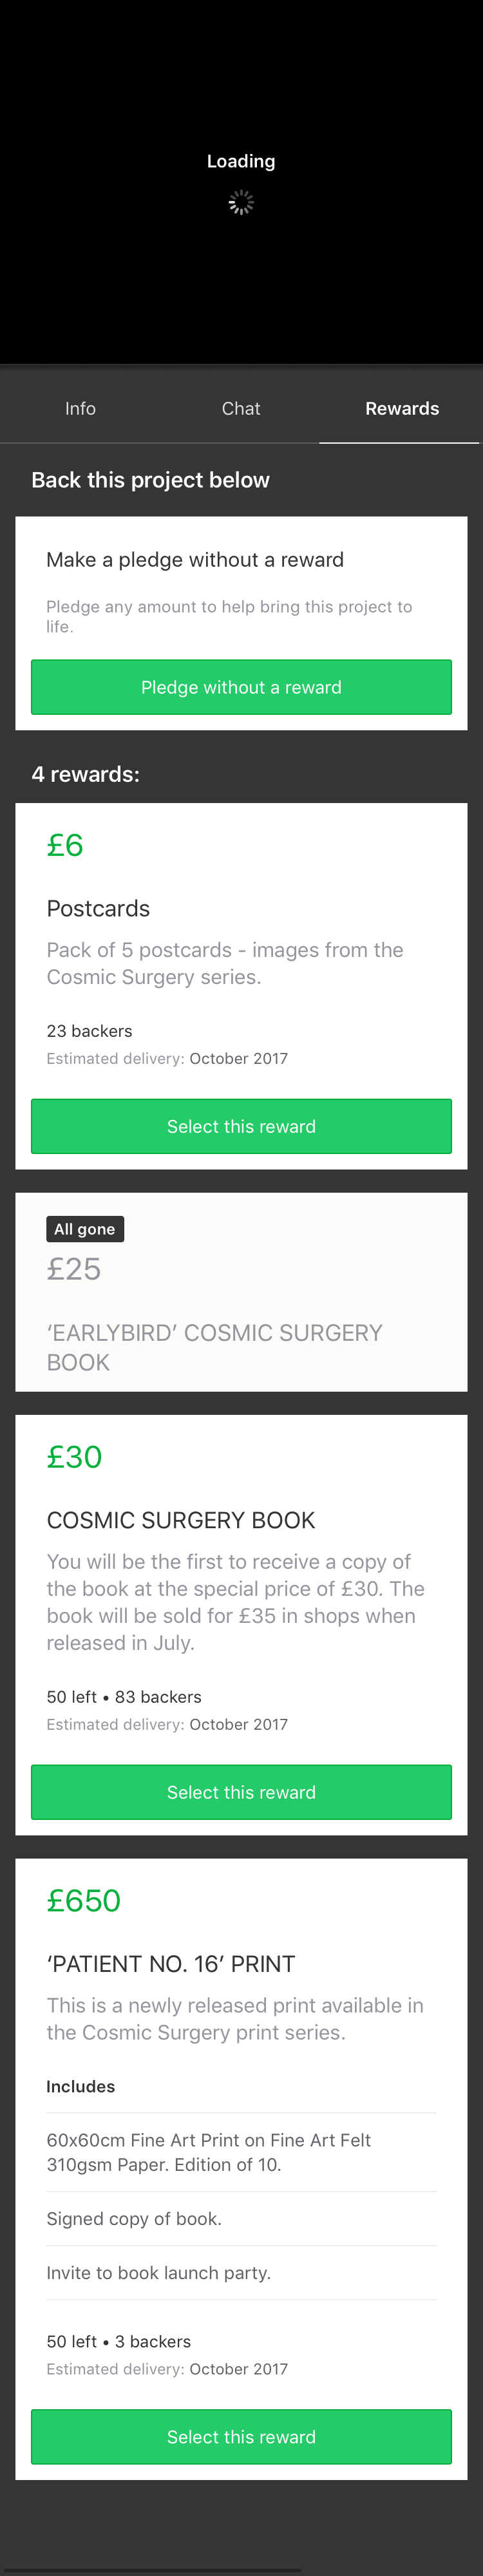 Loading
Info
Chat
Rewards
Back this project below
Make a pledge without a reward
Pledge any amount to help bring this project to
life.
Pledge without a reward
4 rewards:
£6
Postcards
Pack of 5 postcards - images from the
Cosmic Surgery series.
23 backers
Estimated delivery: October 2017
Select this reward
All gone
£25
‘EARLYBIRD’ COSMIC SURGERY
BOOK
£30
COSMIC SURGERY BOOK
You will be the first to receive a copy of
the book at the special price of £30. The
book will be sold for £35 in shops when
released in July.
50 left • 83 backers
Estimated delivery: October 2017
Select this reward
£650
‘PATIENT NO. 16’ PRINT
This is a newly released print available in
the Cosmic Surgery print series.
Includes
60x60cm Fine Art Print on Fine Art Felt
310gsm Paper. Edition of 10.
Signed copy of book.
Invite to book launch party.
50 left • 3 backers
Estimated delivery: October 2017
Select this reward